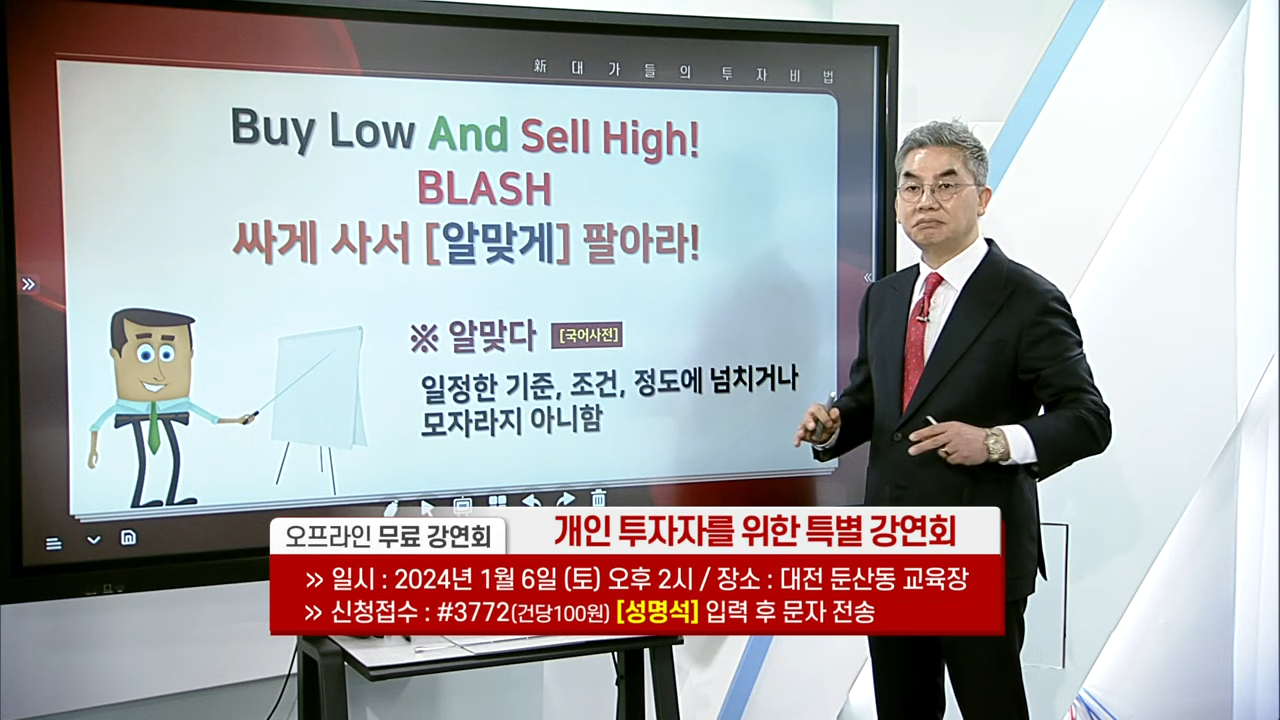 新 대가들의 투자비법
Buy Low And Sell High!
BLASH
싸게 사서 [알맞게] 팔아라!
※ 알맞다 [국어사전]
일정한 기준, 조건, 정도에 넘치거나
모자라지 아니함
오프라인 무료 강연회
개인 투자자를 위한 특별 강연회
» 일시 : 2024년 1월 6일 (토) 오후 2시 / 장소 : 대전 둔산동 교육장
» 신청접수 : #3772(건당100원) [성명석] 입력 후 문자 전송